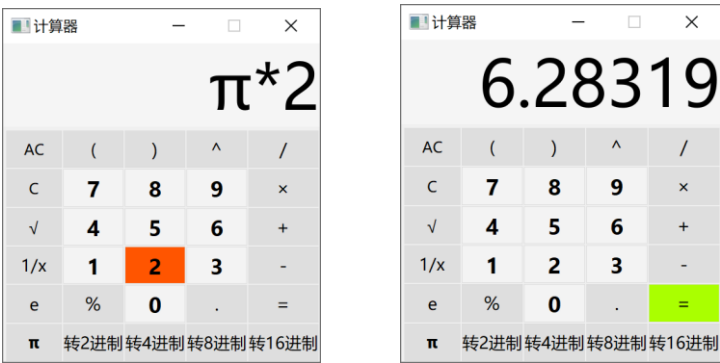 计算器
π*2
AC ( ) ^ /
C 7 8 9 ×
√ 4 5 6 +
1/x 1 2 3 -
e % 0 . =
π 转2进制 转4进制 转8进制 转16进制
计算器
6.28319
AC ( ) ^ /
C 7 8 9 ×
√ 4 5 6 +
1/x 1 2 3 -
e % 0 . =
π 转2进制 转4进制 转8进制 转16进制